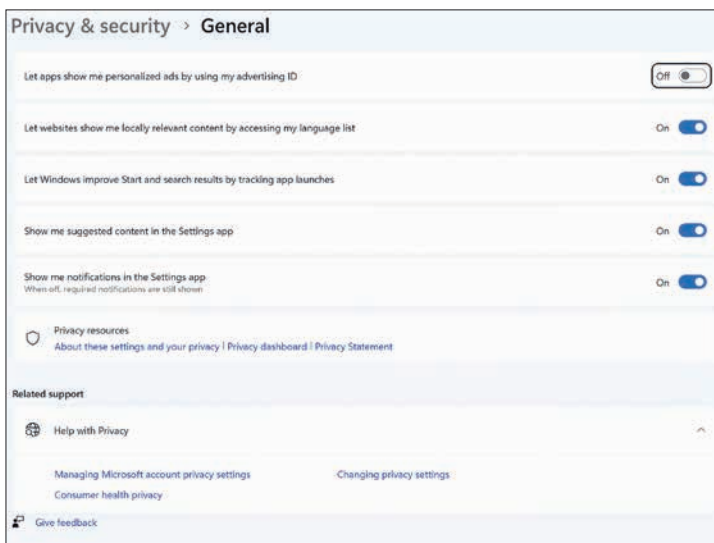 Privacy & security > General
Let apps show me personalized ads by using my advertising ID
Off
Let websites show me locally relevant content by accessing my language list
On
Let Windows improve Start and search results by tracking app launches
On
Show me suggested content in the Settings app
On
Show me notifications in the Settings app
When off, required notifications are still shown
On
Privacy resources
About these settings and your privacy | Privacy dashboard | Privacy Statement
Related support
Help with Privacy
Managing Microsoft account privacy settings
Changing privacy settings
Consumer health privacy
Give feedback